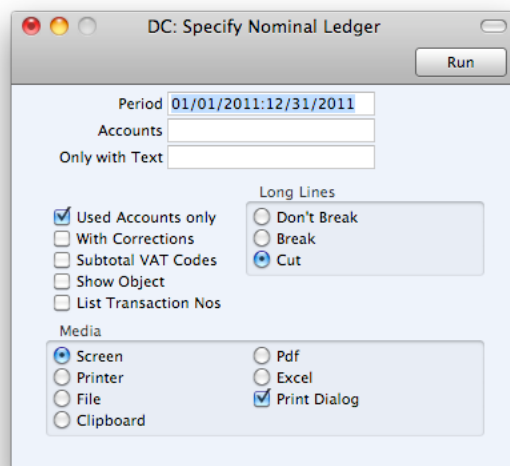 DC: Specify Nominal Ledger
Run
Period 01/01/2011:12/31/2011
Accounts
Only with Text
Long Lines
Used Accounts only
With Corrections
Subtotal VAT Codes
Show Object
List Transaction Nos
Don't Break
Break
Cut
Media
Screen
Printer
File
Clipboard
Pdf
Excel
Print Dialog